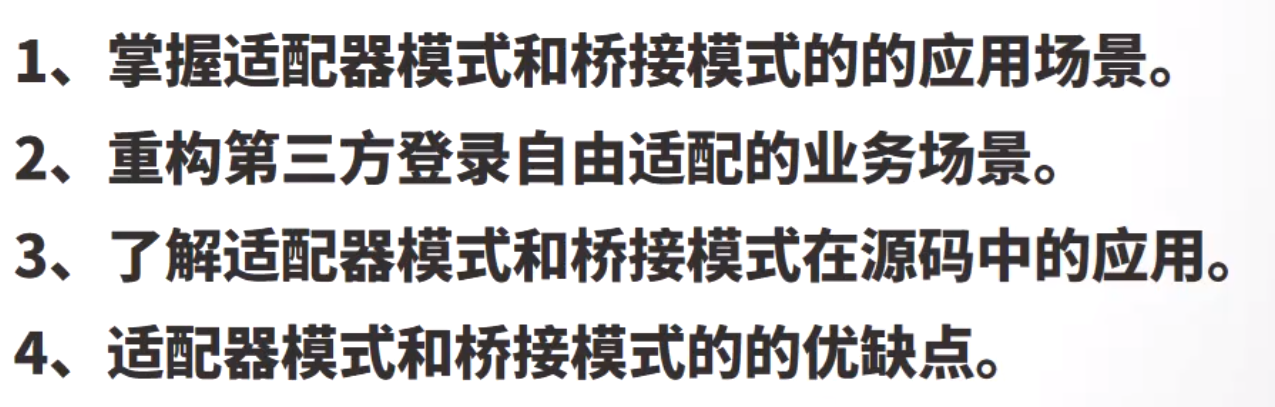 1、掌握适配器模式和桥接模式的的应用场景。
2、重构第三方登录自由适配的业务场景。
3、了解适配器模式和桥接模式在源码中的应用。
4、适配器模式和桥接模式的的优缺点。